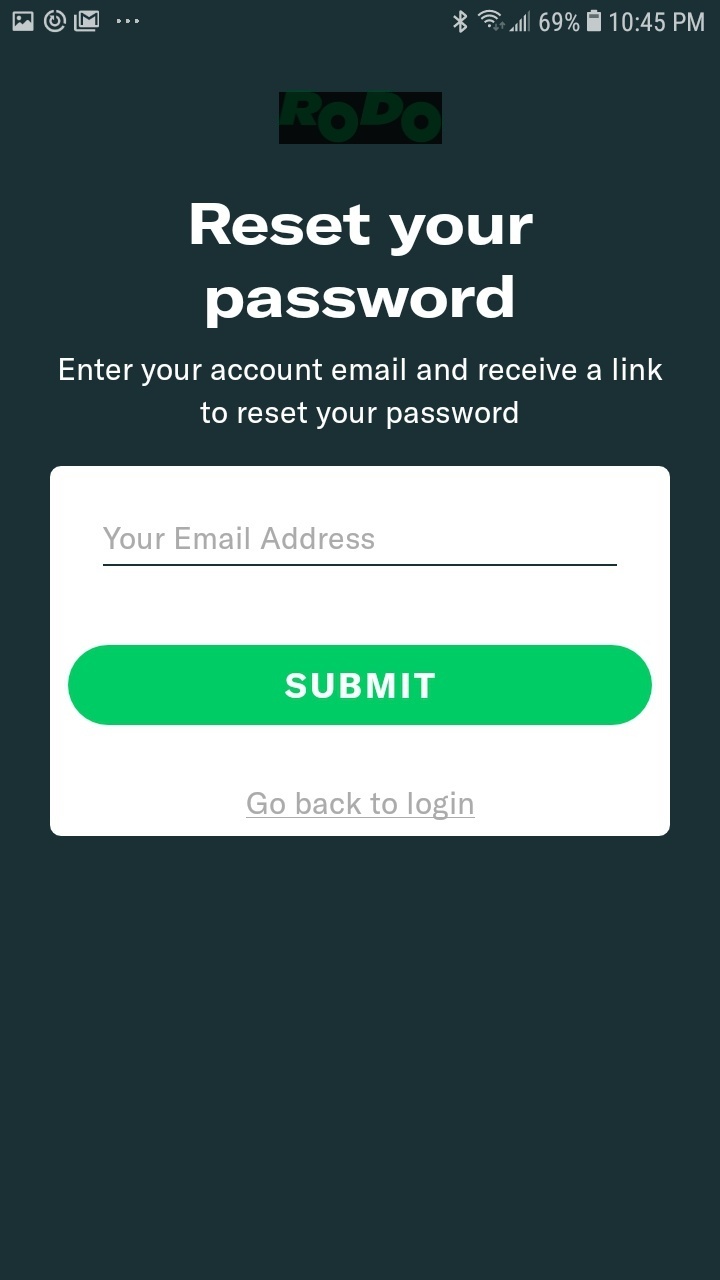 69% 10:45 PM
RoDo
Reset your
password
Enter your account email and receive a link
to reset your password
Your Email Address
SUBMIT
Go back to login